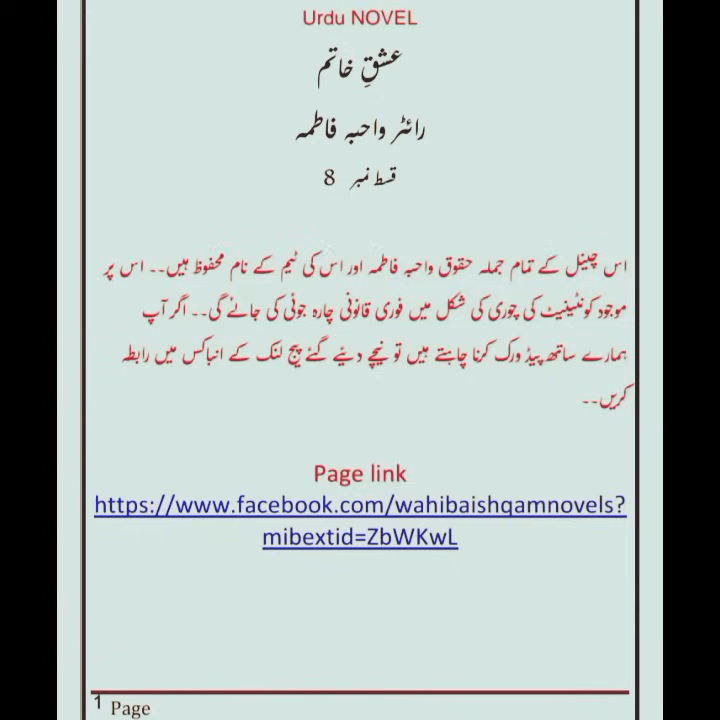 Urdu NOVEL
عشقِ خاتم
رائٹر واحبہ فاطمہ
قسط نمبر 8
اس چینل کے تمام جملہ حقوق واحبہ فاطمہ اور اس کی ٹیم کے نام محفوظ ہیں-- اس پر
موجود کونٹینیٹ کی چوری کی شکل میں فوری قانونی چارہ جوئی کی جائے گی-- اگر آپ
ہمارے ساتھ پیڈ ورک کرنا چاہتے ہیں تو نیچے دیئے گئے پیج لنک کے انباکس میں رابطہ
کریں--
Page link
https://www.facebook.com/wahibaishqamnovels?
mibextid=ZbWKwL
1 Page